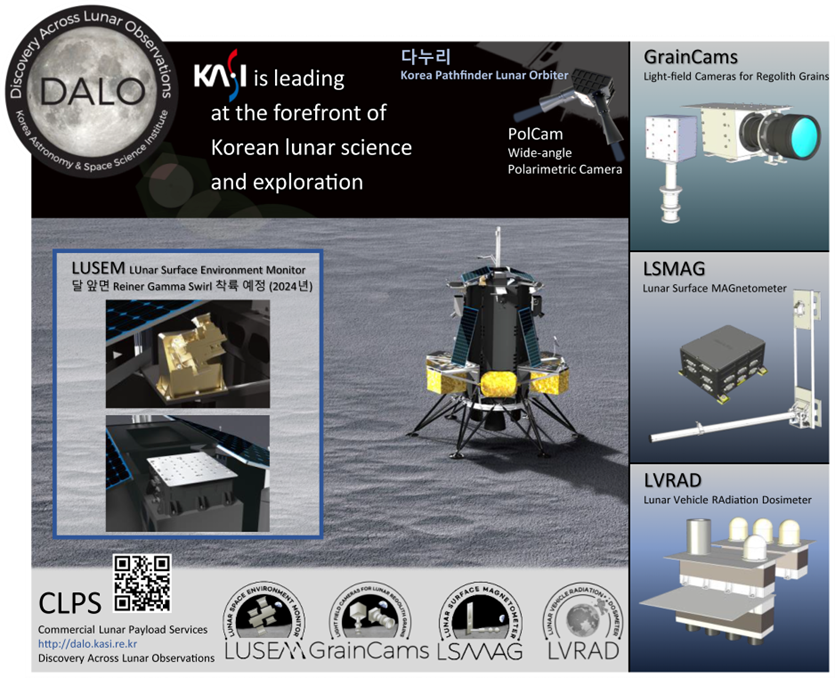 Discovery Across Lunar Observations
DALO
Korea Astronomy & Space Science Institute
KASI is leading
at the forefront of
Korean lunar science
and exploration
다누리
Korea Pathfinder Lunar Orbiter
PolCam
Wide-angle
Polarimetric Camera
GrainCams
Light-field Cameras for Regolith Grains
LUSEM LUnar Surface Environment Monitor
달 앞면 Reiner Gamma Swirl 착륙 예정 (2024년)
LSMAG
Lunar Surface MAGnetometer
LVRAD
Lunar Vehicle RAdiation Dosimeter
CLPS
Commercial Lunar Payload Services
http://dalo.kasi.re.kr
Discovery Across Lunar Observations
LUNAR SPACE ENVIRONMENT MONITOR
LUSEM
LIGHT FIELD CAMERAS FOR LUNAR REGOLITH GRAINS
GrainCams
LUNAR SURFACE MAGNETOMETER
LSMAG
LUNAR VEHICLE RADIATION DOSIMETER
LVRAD